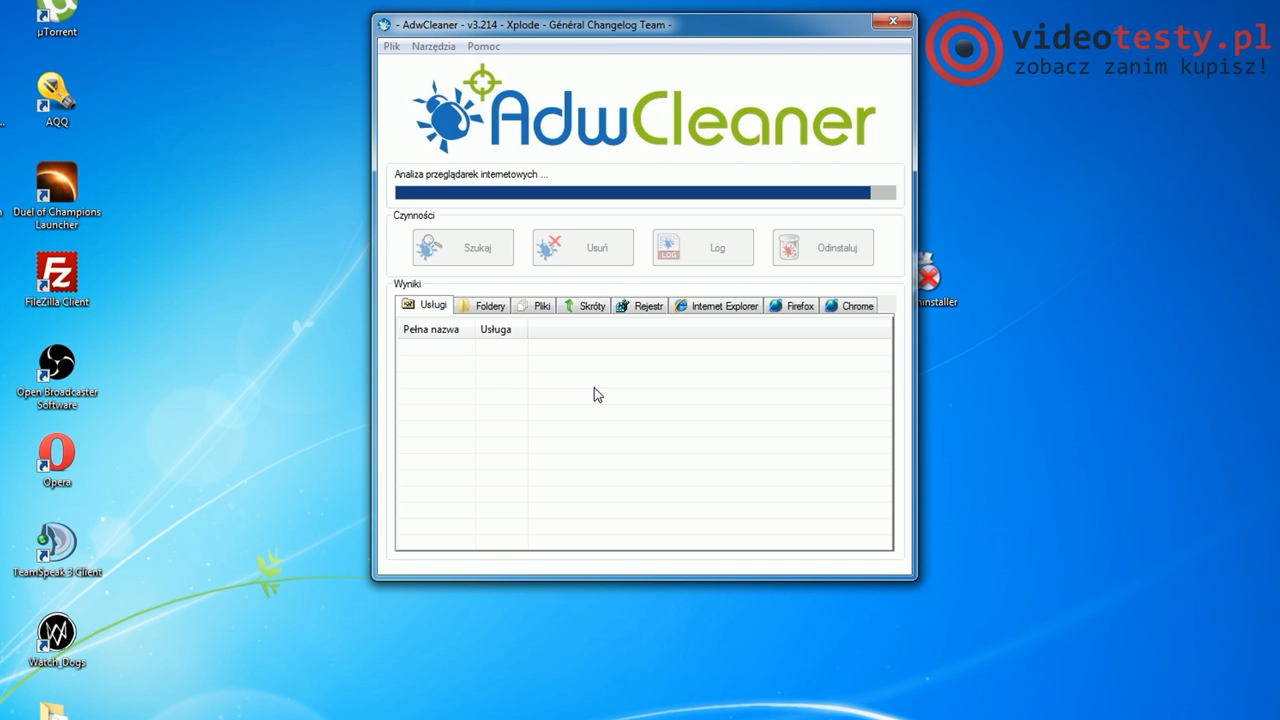 µTorrent
AQQ
Duel of Champions
Launcher
FileZilla Client
Open Broadcaster
Software
Opera
TeamSpeak 3 Client
Watch_Dogs
- AdwCleaner - v3.214 - Xplode - Général Changelog Team -
Plik Narzędzia Pomoc
AdwCleaner
Analiza przeglądarek internetowych ...
Czynności
Szukaj Usuń LOG Log Odinstaluj
Wyniki
Usługi Foldery Pliki Skróty Rejestr Internet Explorer Firefox Chrome
Pełna nazwa Usługa
videotesty.pl
zobacz zanim kupisz!